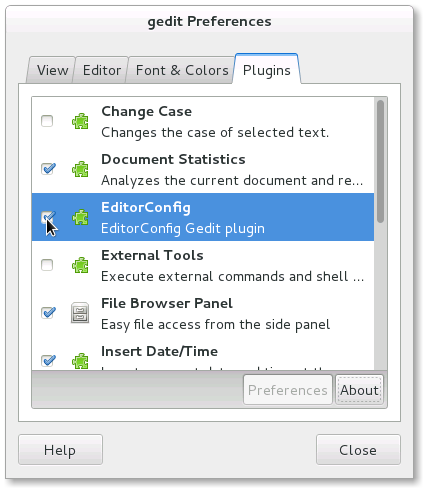 gedit Preferences
View Editor Font & Colors Plugins
Change Case
Changes the case of selected text.
Document Statistics
Analyzes the current document and re...
EditorConfig
EditorConfig Gedit plugin
External Tools
Execute external commands and shell ...
File Browser Panel
Easy file access from the side panel
Insert Date/Time
Preferences About
Help Close